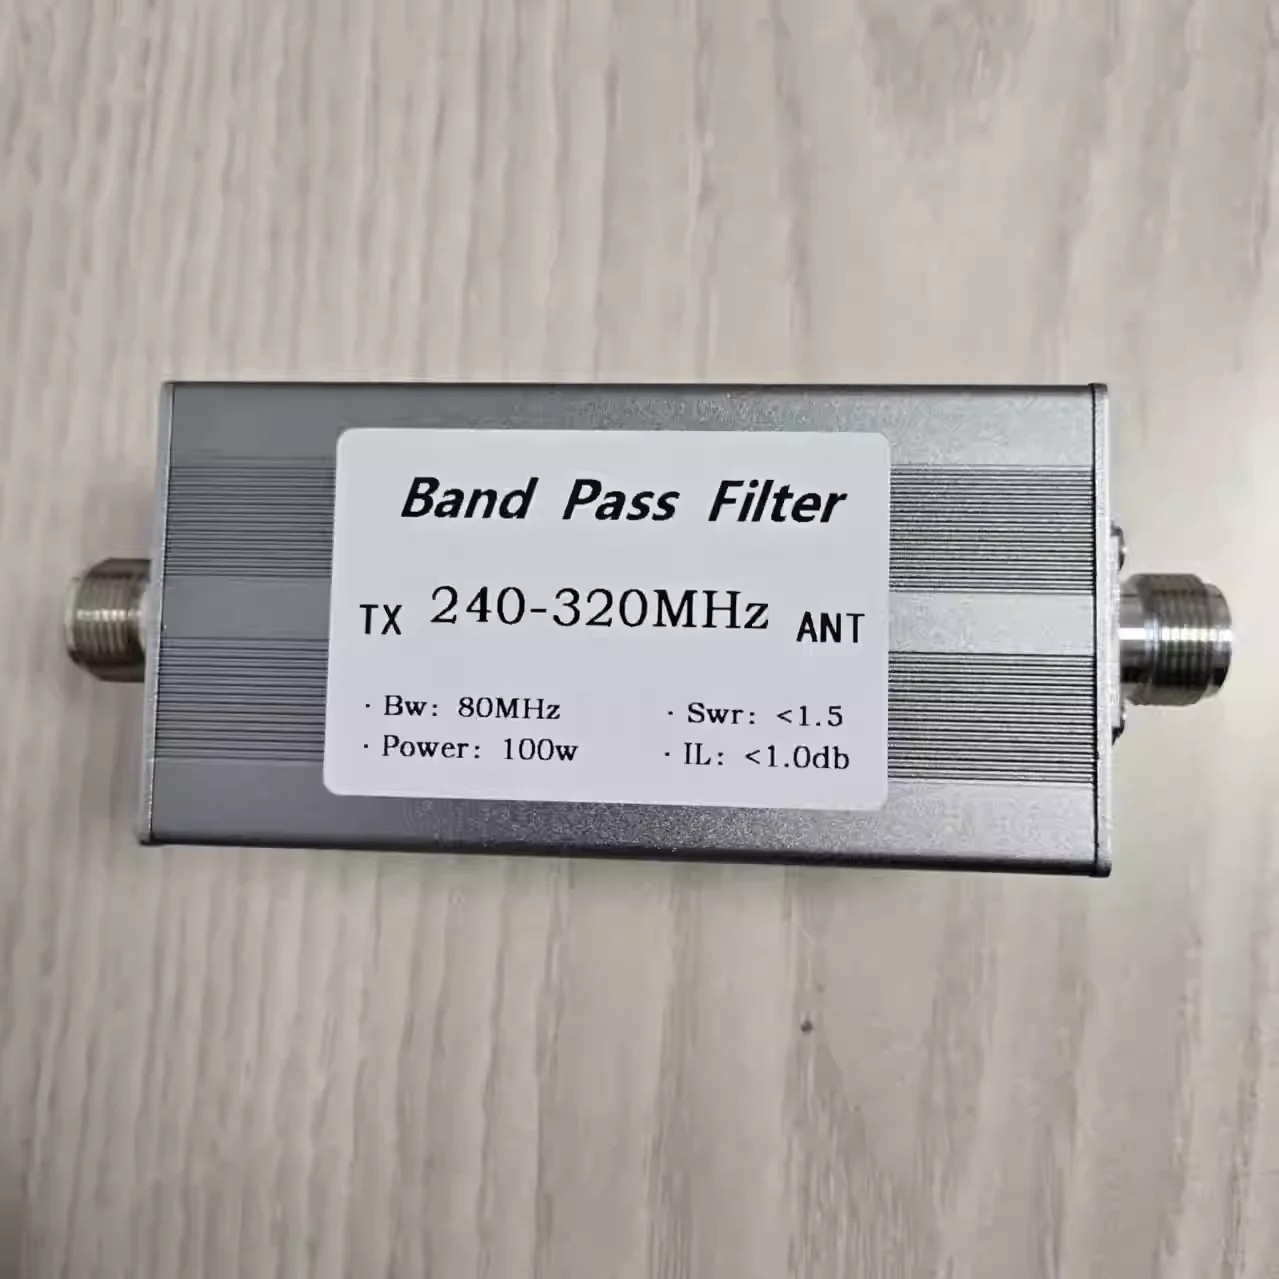 Band Pass Filter
TX 240-320MHz ANT
· Bw: 80MHz · Swr: <1.5
· Power: 100w · IL: <1.0db